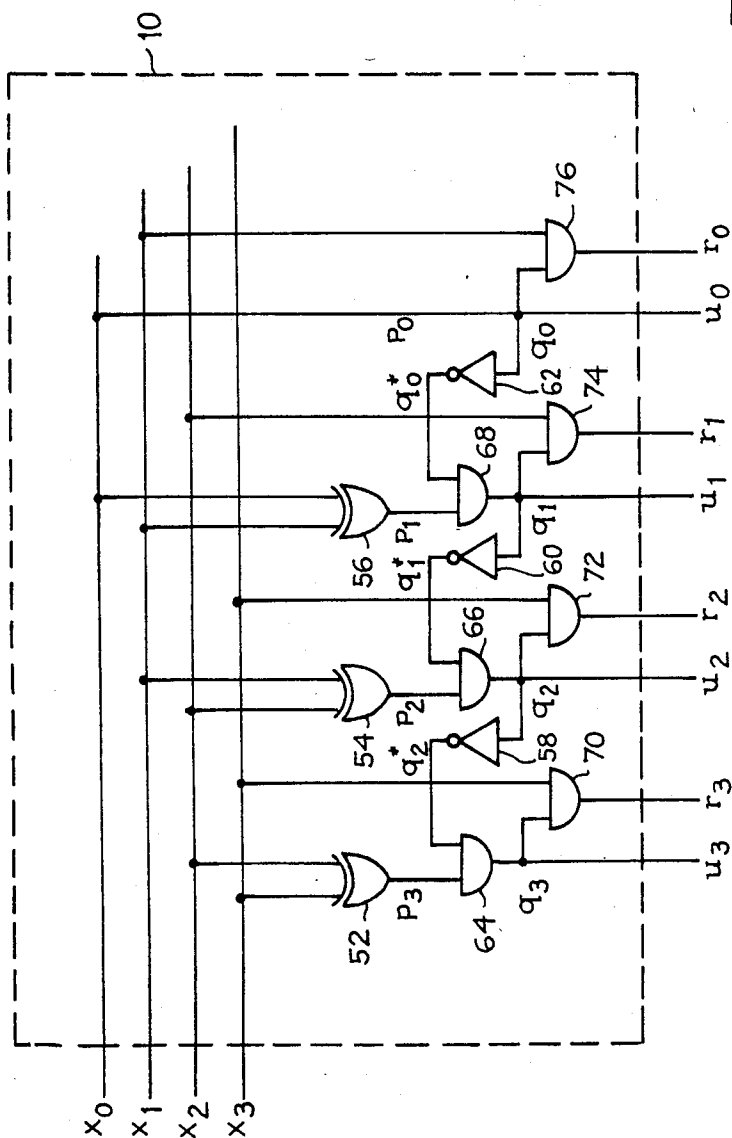 10
x₀
x₁
x₂
x₃
56
54
52
p₀
p₁
p₂
p₃
q₀*
q₁*
q₂*
62
60
58
68
66
64
q₀
q₁
q₂
q₃
76
74
72
70
r₀
u₀
r₁
u₁
r₂
u₂
r₃
u₃